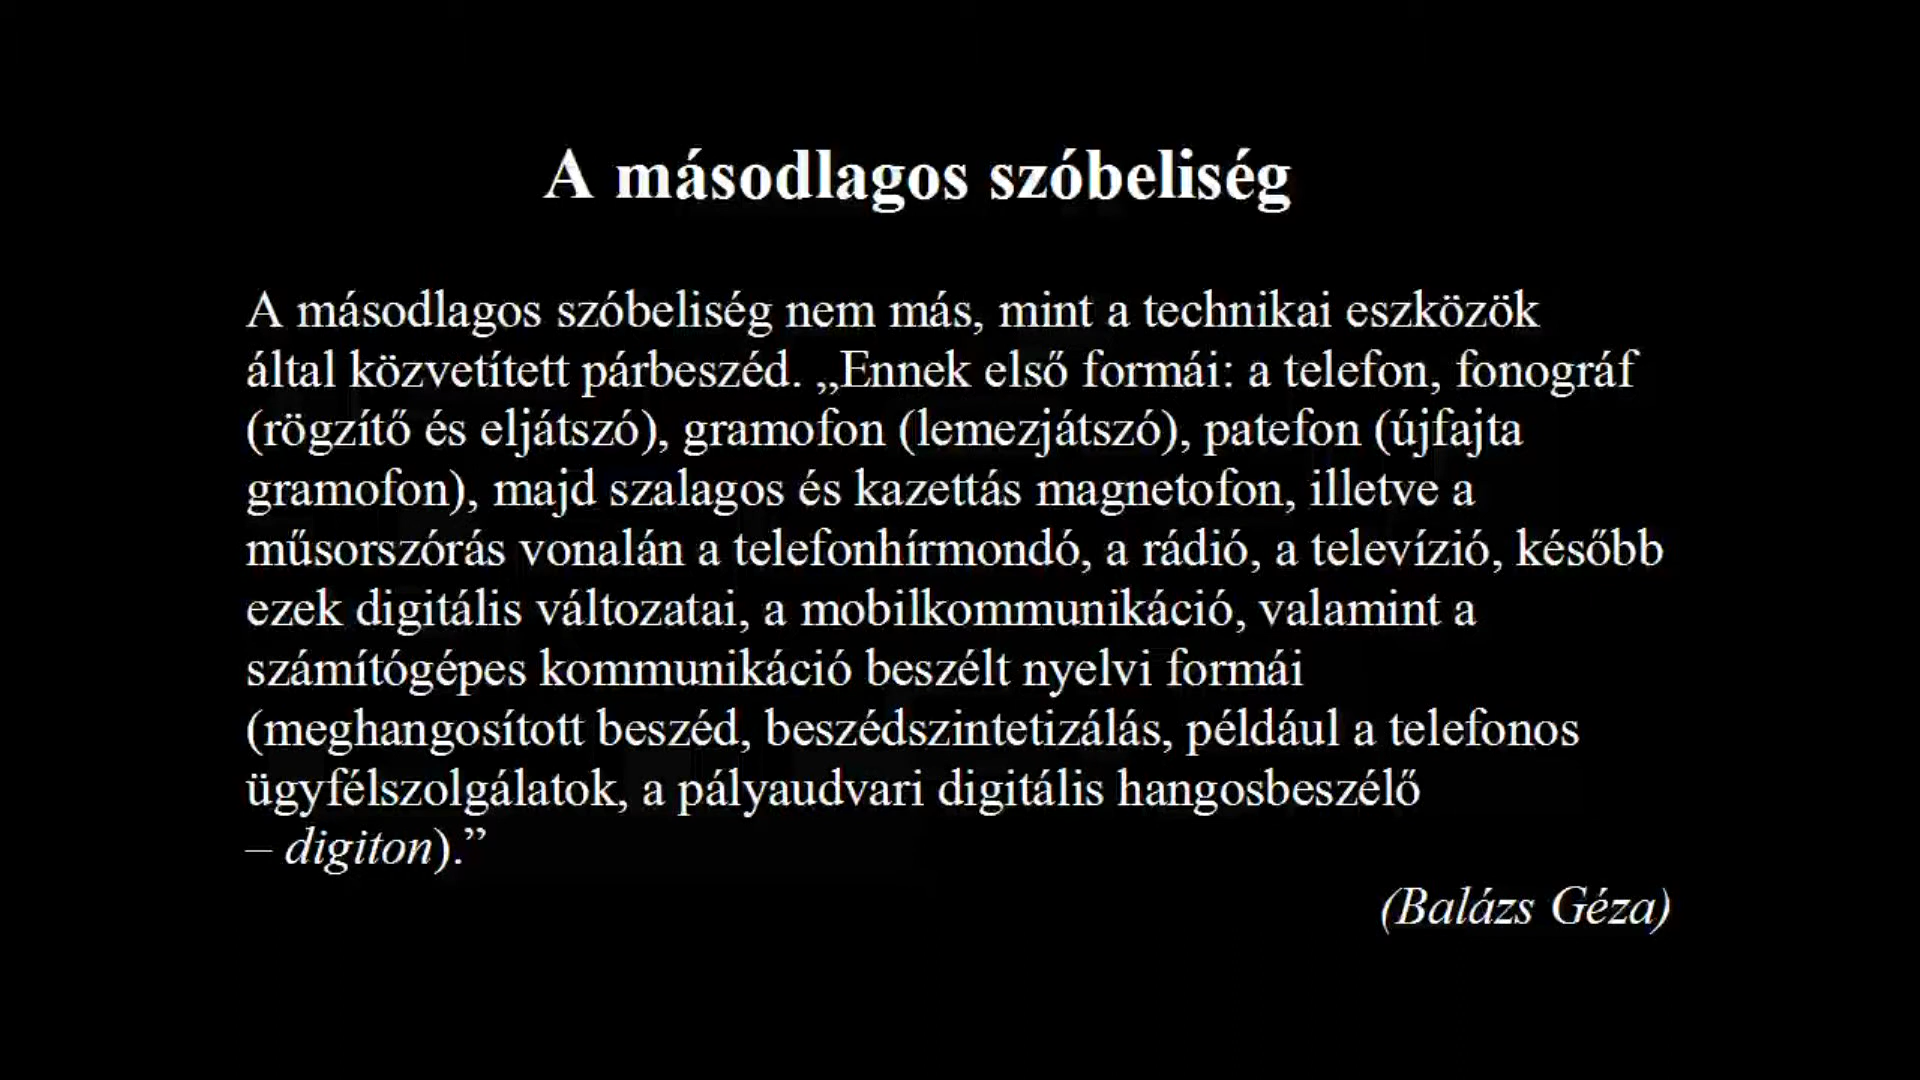 A másodlagos szóbeliség
A másodlagos szóbeliség nem más, mint a technikai eszközök
által közvetített párbeszéd. „Ennek első formái: a telefon, fonográf
(rögzítő és eljátszó), gramofon (lemezjátszó), patefon (újfajta
gramofon), majd szalagos és kazettás magnetofon, illetve a
műsorszórás vonalán a telefonhírmondó, a rádió, a televízió, később
ezek digitális változatai, a mobilkommunikáció, valamint a
számítógépes kommunikáció beszélt nyelvi formái
(meghangosított beszéd, beszédszintetizálás, például a telefonos
ügyfélszolgálatok, a pályaudvari digitális hangosbeszélő
– digiton).”
(Balázs Géza)